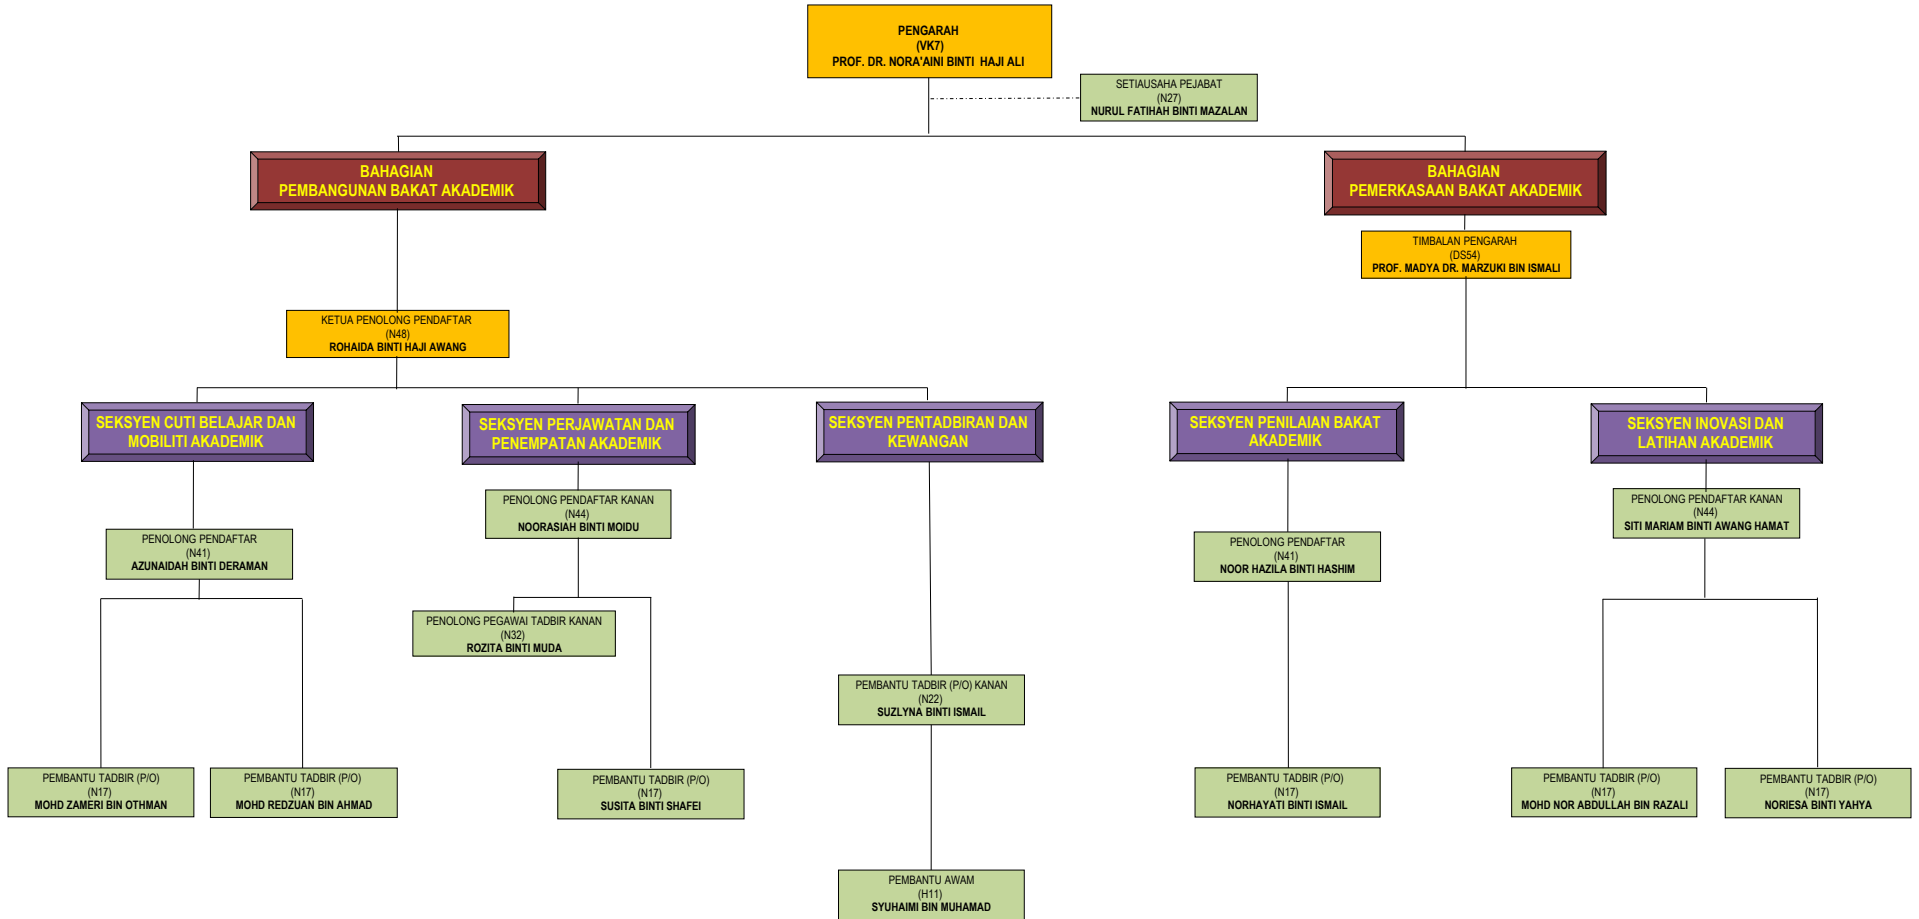 PENGARAH
(VK7)
PROF. DR. NORA'AINI BINTI HAJI ALI
SETIAUSAHA PEJABAT
(N27)
NURUL FATIHAH BINTI MAZALAN
BAHAGIAN
PEMBANGUNAN BAKAT AKADEMIK
BAHAGIAN
PEMERKASAAN BAKAT AKADEMIK
TIMBALAN PENGARAH
(DS54)
PROF. MADYA DR. MARZUKI BIN ISMALI
KETUA PENOLONG PENDAFTAR
(N48)
ROHAIDA BINTI HAJI AWANG
SEKSYEN CUTI BELAJAR DAN
MOBILITI AKADEMIK
SEKSYEN PERJAWATAN DAN
PENEMPATAN AKADEMIK
SEKSYEN PENTADBIRAN DAN
KEWANGAN
SEKSYEN PENILAIAN BAKAT
AKADEMIK
SEKSYEN INOVASI DAN
LATIHAN AKADEMIK
PENOLONG PENDAFTAR
(N41)
AZUNAIDAH BINTI DERAMAN
PENOLONG PENDAFTAR KANAN
(N44)
NOORASIAH BINTI MOIDU
PENOLONG PENDAFTAR
(N41)
NOOR HAZILA BINTI HASHIM
PENOLONG PENDAFTAR KANAN
(N44)
SITI MARIAM BINTI AWANG HAMAT
PENOLONG PEGAWAI TADBIR KANAN
(N32)
ROZITA BINTI MUDA
PEMBANTU TADBIR (P/O) KANAN
(N22)
SUZLYNA BINTI ISMAIL
PEMBANTU TADBIR (P/O)
(N17)
MOHD ZAMERI BIN OTHMAN
PEMBANTU TADBIR (P/O)
(N17)
MOHD REDZUAN BIN AHMAD
PEMBANTU TADBIR (P/O)
(N17)
SUSITA BINTI SHAFEI
PEMBANTU TADBIR (P/O)
(N17)
NORHAYATI BINTI ISMAIL
PEMBANTU TADBIR (P/O)
(N17)
MOHD NOR ABDULLAH BIN RAZALI
PEMBANTU TADBIR (P/O)
(N17)
NORIESA BINTI YAHYA
PEMBANTU AWAM
(H11)
SYUHAIMI BIN MUHAMAD